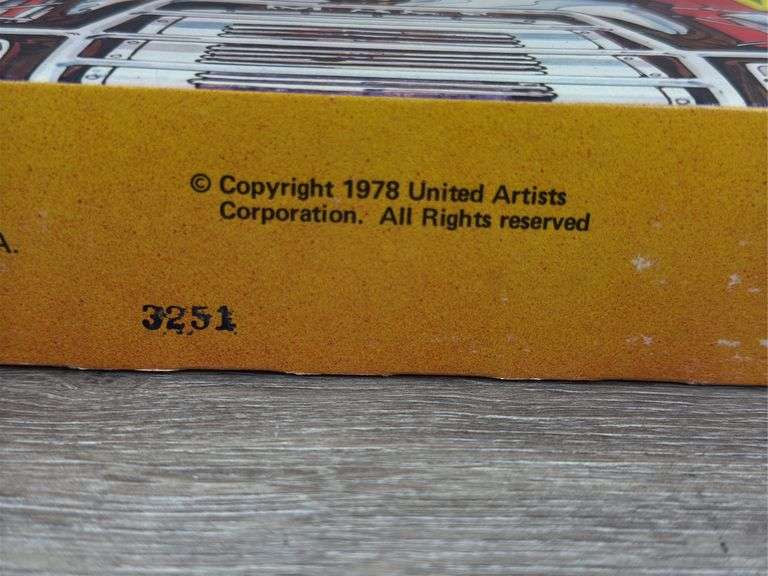 © Copyright 1978 United Artists
Corporation. All Rights reserved
A.
3251